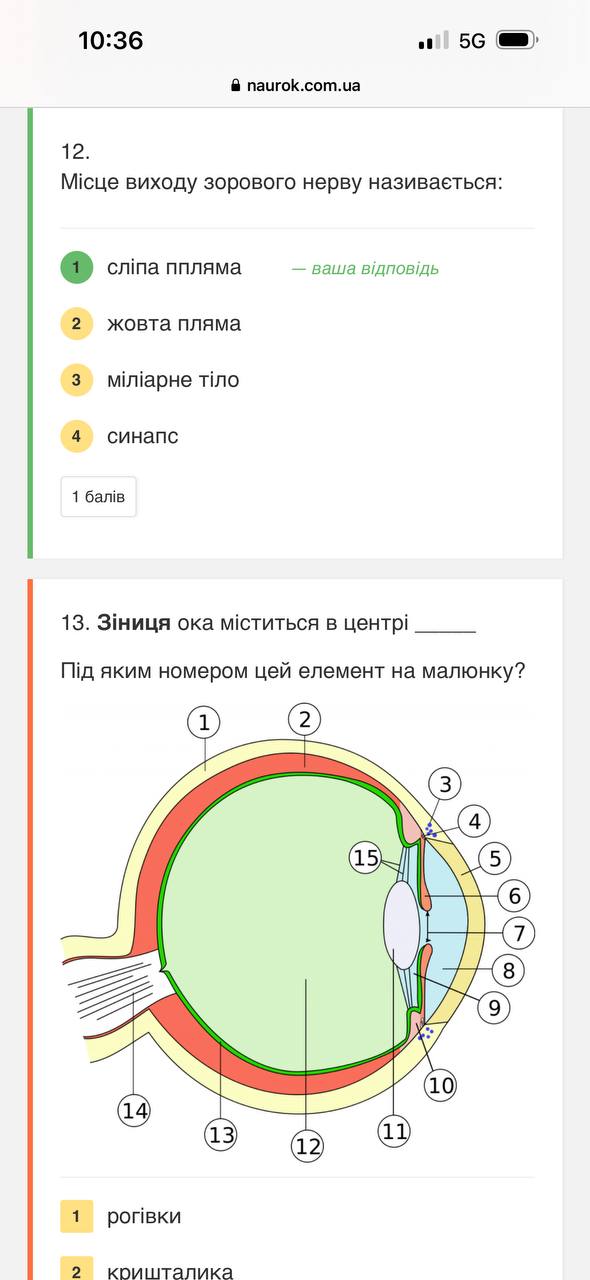 10:36
5G
naurok.com.ua
12.
Місце виходу зорового нерву називається:
1 сліпа ппляма — ваша відповідь
2 жовта пляма
3 міліарне тіло
4 синапс
1 балів
13. Зіниця ока міститься в центрі ______
Під яким номером цей елемент на малюнку?
1
2
3
4
5
15
6
7
8
9
10
14
13
12
11
1 рогівки
2 кришталика